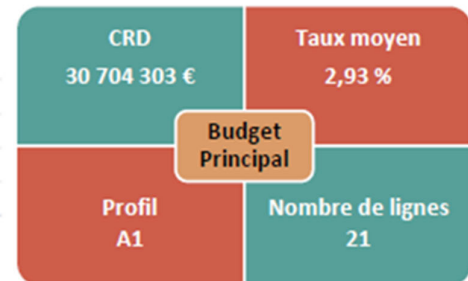 CRD
30 704 303 €
Taux moyen
2,93 %
Budget
Principal
Profil
A1
Nombre de lignes
21